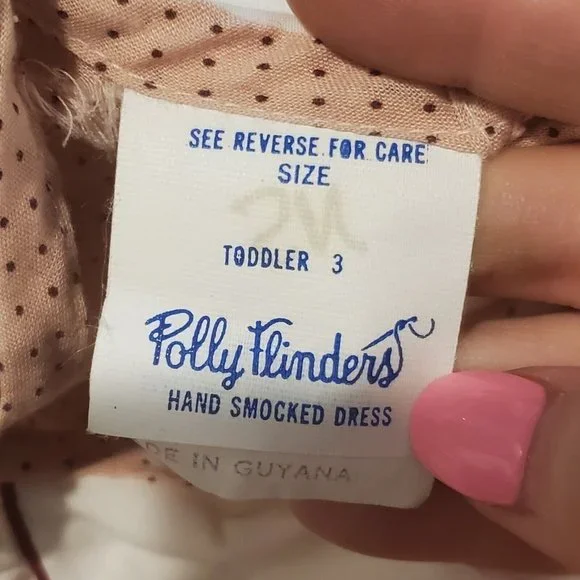 SEE REVERSE FOR CARE
SIZE
TODDLER 3
Polly Flinders
HAND SMOCKED DRESS
DE IN GUYANA